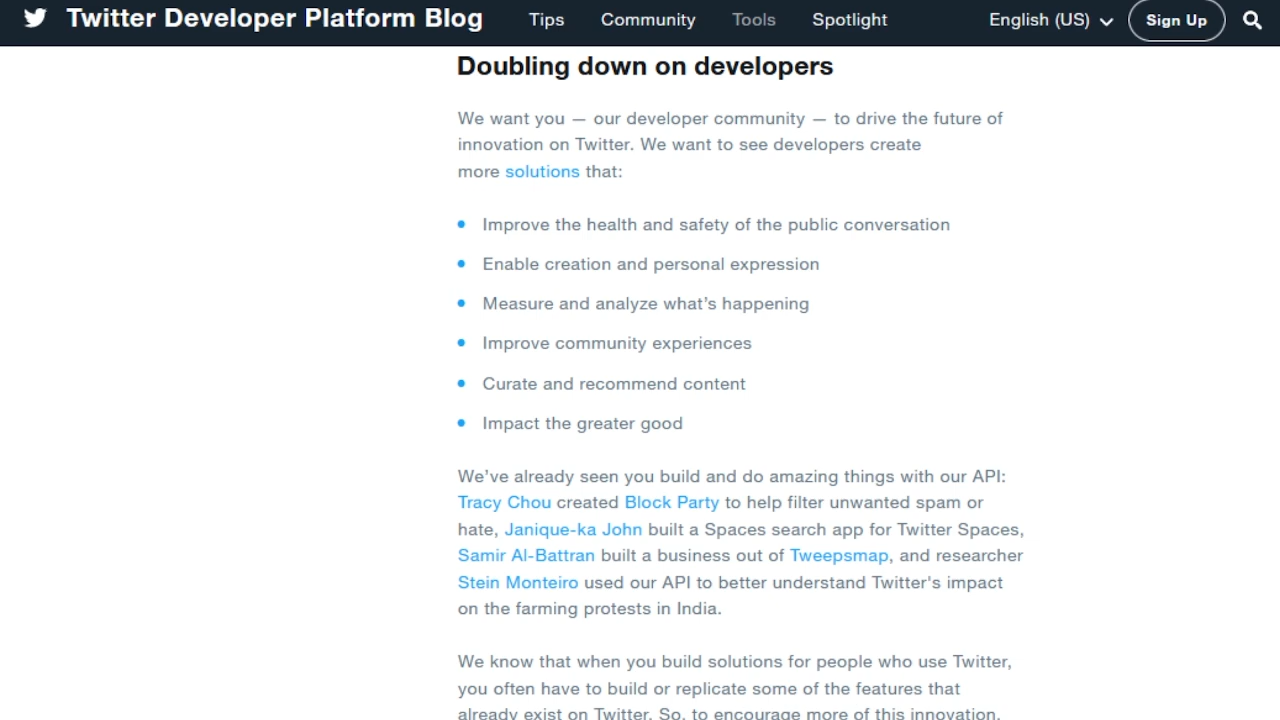 Twitter Developer Platform Blog Tips Community Tools Spotlight English (US) Sign Up
Doubling down on developers
We want you — our developer community — to drive the future of
innovation on Twitter. We want to see developers create
more solutions that:
• Improve the health and safety of the public conversation
• Enable creation and personal expression
• Measure and analyze what's happening
• Improve community experiences
• Curate and recommend content
• Impact the greater good
We've already seen you build and do amazing things with our API:
Tracy Chou created Block Party to help filter unwanted spam or
hate, Janique-ka John built a Spaces search app for Twitter Spaces,
Samir Al-Battran built a business out of Tweepsmap, and researcher
Stein Monteiro used our API to better understand Twitter's impact
on the farming protests in India.
We know that when you build solutions for people who use Twitter,
you often have to build or replicate some of the features that
already exist on Twitter. So, to encourage more of this innovation,